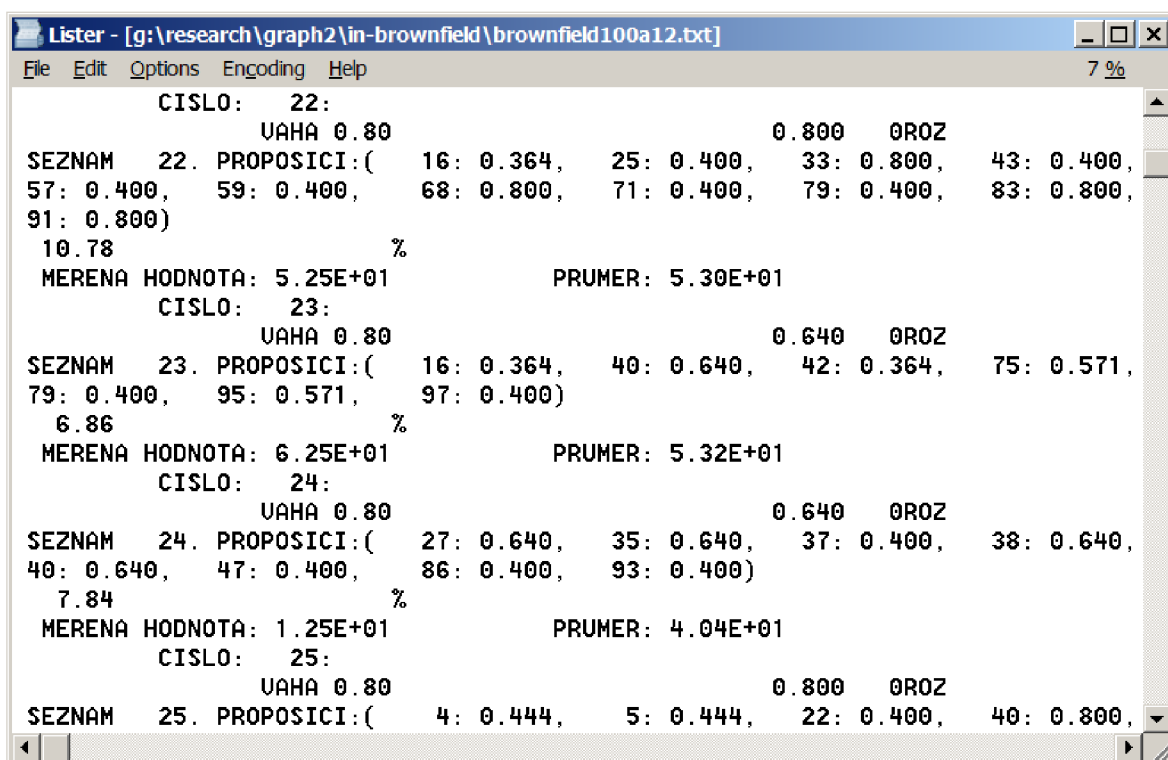 Lister - [g:\research\graph2\in-brownfield\brownfield100a12.txt]
File Edit Options Encoding Help 7 %
CISLO: 22:
VAHA 0.80 0.800 0ROZ
SEZNAM 22. PROPOSICI:( 16: 0.364, 25: 0.400, 33: 0.800, 43: 0.400,
57: 0.400, 59: 0.400, 68: 0.800, 71: 0.400, 79: 0.400, 83: 0.800,
91: 0.800)
10.78 %
MERENA HODNOTA: 5.25E+01 PRUMER: 5.30E+01
CISLO: 23:
VAHA 0.80 0.640 0ROZ
SEZNAM 23. PROPOSICI:( 16: 0.364, 40: 0.640, 42: 0.364, 75: 0.571,
79: 0.400, 95: 0.571, 97: 0.400)
6.86 %
MERENA HODNOTA: 6.25E+01 PRUMER: 5.32E+01
CISLO: 24:
VAHA 0.80 0.640 0ROZ
SEZNAM 24. PROPOSICI:( 27: 0.640, 35: 0.640, 37: 0.400, 38: 0.640,
40: 0.640, 47: 0.400, 86: 0.400, 93: 0.400)
7.84 %
MERENA HODNOTA: 1.25E+01 PRUMER: 4.04E+01
CISLO: 25:
VAHA 0.80 0.800 0ROZ
SEZNAM 25. PROPOSICI:( 4: 0.444, 5: 0.444, 22: 0.400, 40: 0.800,